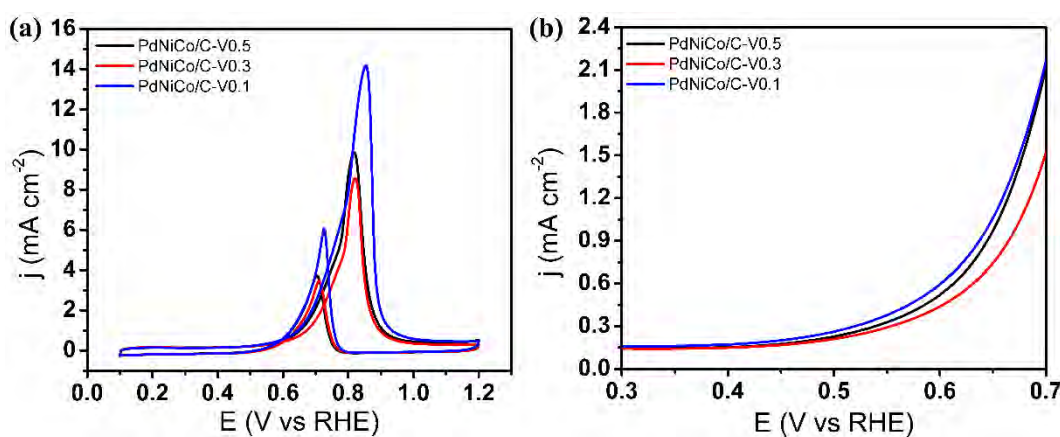 (a)
PdNiCo/C-V0.5
PdNiCo/C-V0.3
PdNiCo/C-V0.1
16
14
12
10
8
6
4
2
0
j (mA cm-2)
0.0 0.2 0.4 0.6 0.8 1.0 1.2
E (V vs RHE)
(b)
PdNiCo/C-V0.5
PdNiCo/C-V0.3
PdNiCo/C-V0.1
2.4
2.1
1.8
1.5
1.2
0.9
0.6
0.3
0.0
j (mA cm-2)
0.3 0.4 0.5 0.6 0.7
E (V vs RHE)